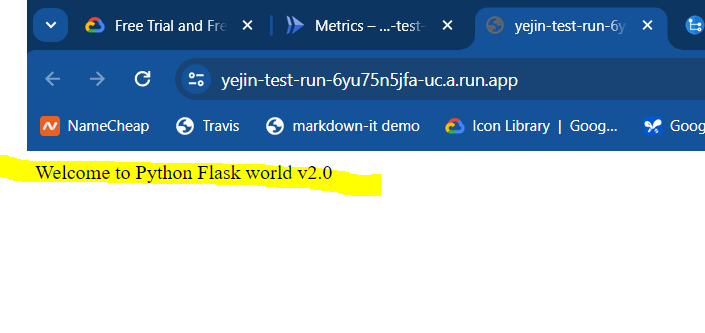 Free Trial and Fre
Metrics – ...-test-
yejin-test-run-6y
yejin-test-run-6yu75n5jfa-uc.a.run.app
NameCheap
Travis
markdown-it demo
Icon Library | Goog...
Goog
Welcome to Python Flask world v2.0